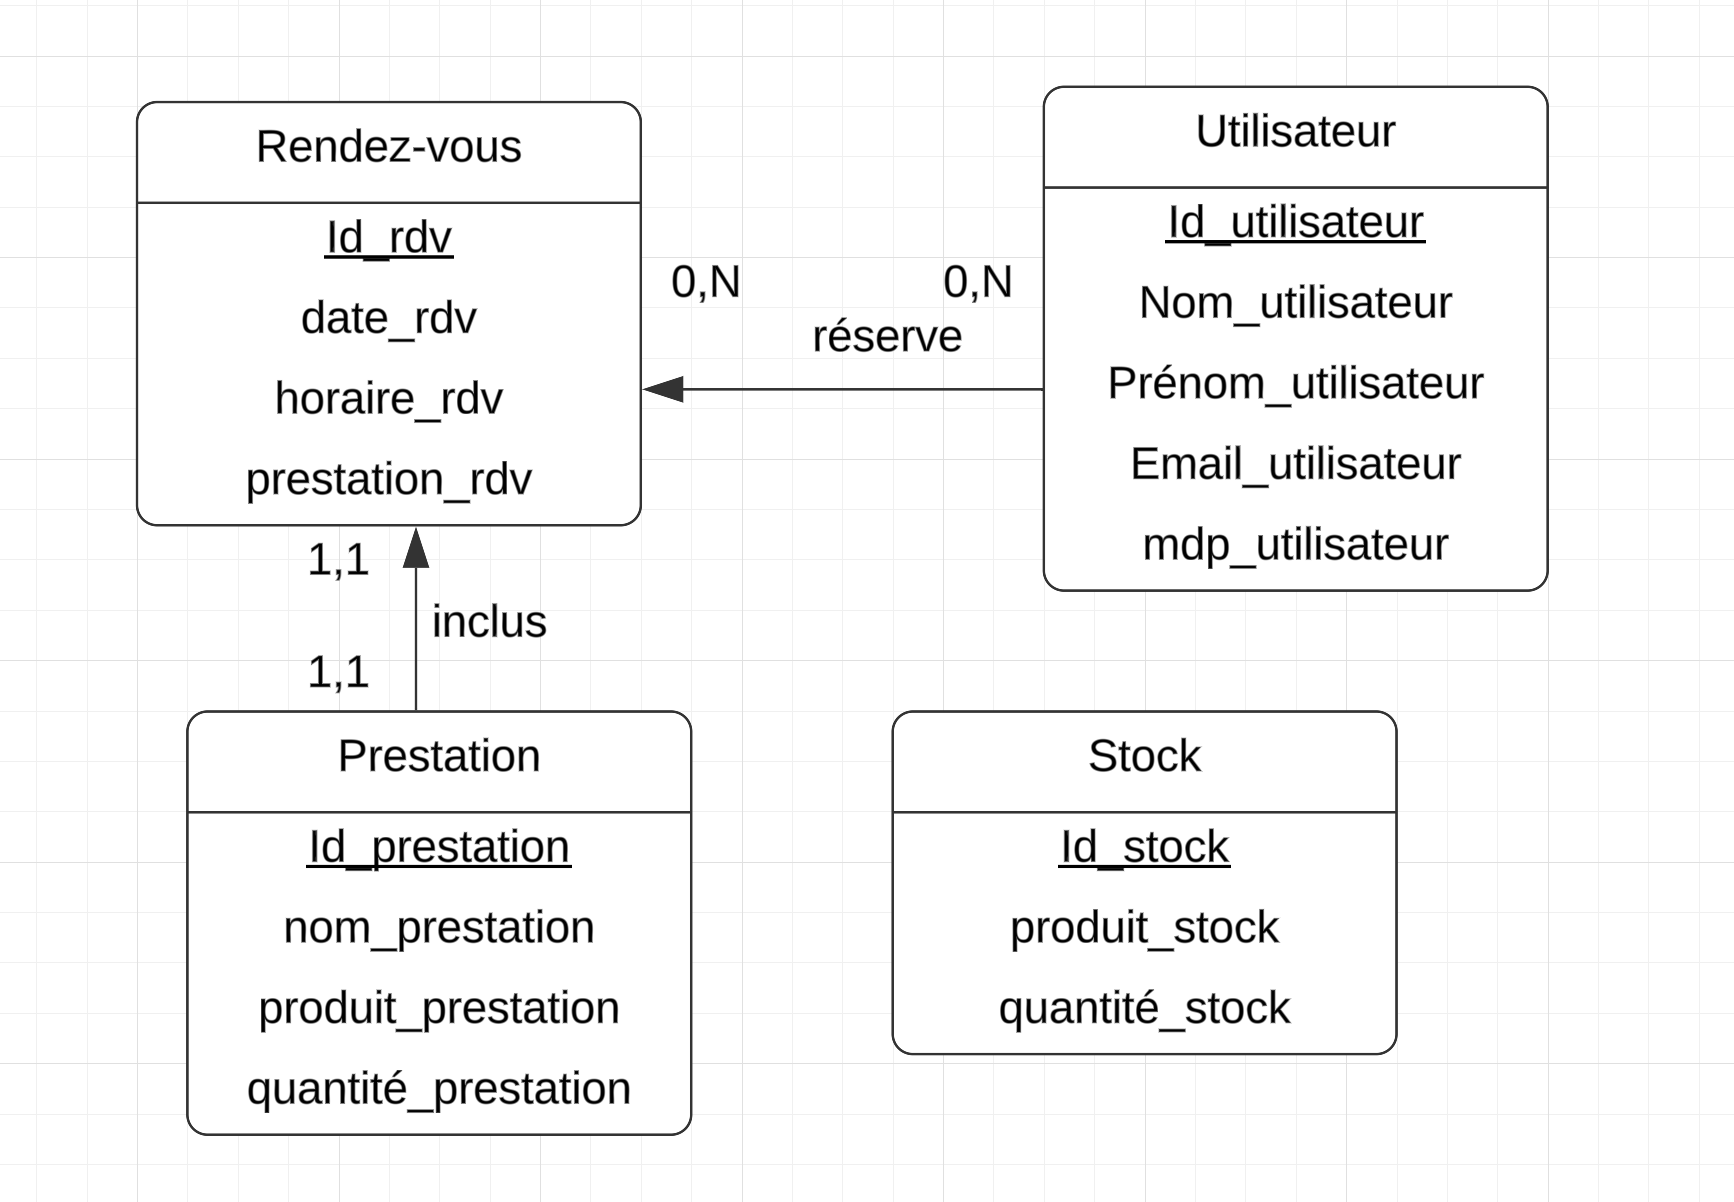 Rendez-vous
Id_rdv
date_rdv
horaire_rdv
prestation_rdv
0,N
0,N
réserve
Utilisateur
Id_utilisateur
Nom_utilisateur
Prénom_utilisateur
Email_utilisateur
mdp_utilisateur
1,1
inclus
1,1
Prestation
Id_prestation
nom_prestation
produit_prestation
quantité_prestation
Stock
Id_stock
produit_stock
quantité_stock